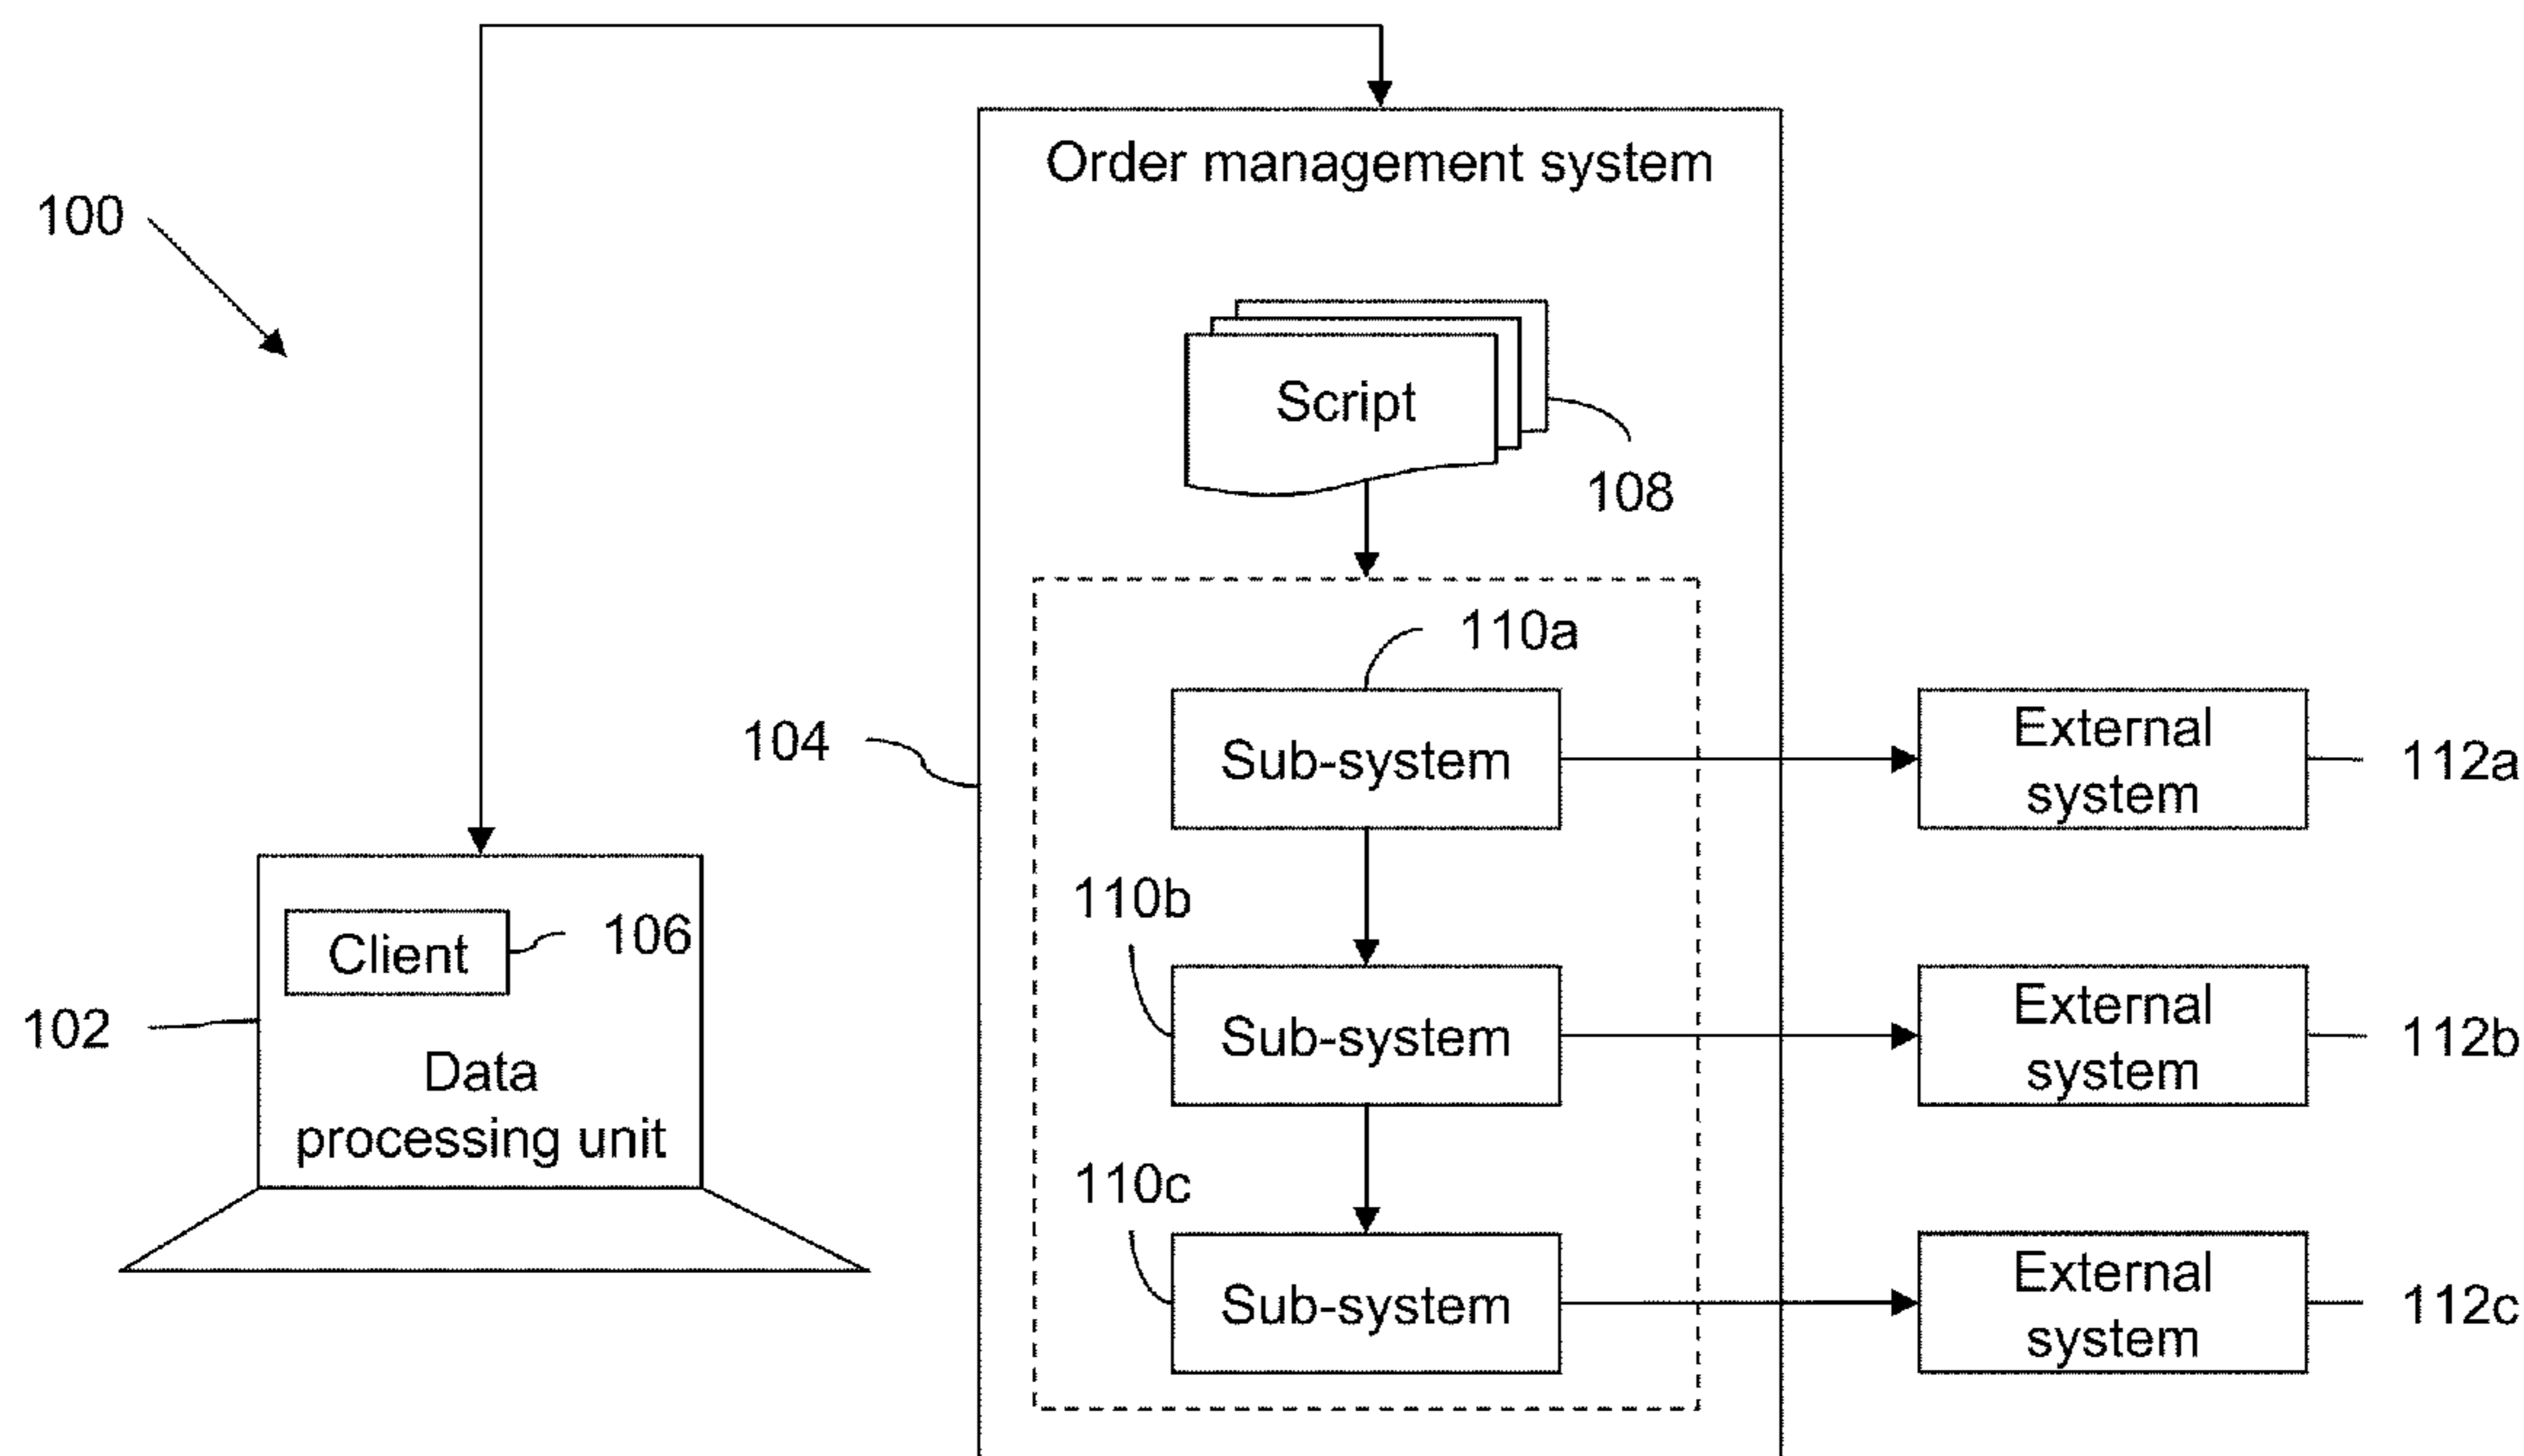 Order management system
100
Script
108
110a
104
Sub-system
External
system
112a
110b
Client
106
102
Data
processing unit
Sub-system
External
system
112b
110c
Sub-system
External
system
112c